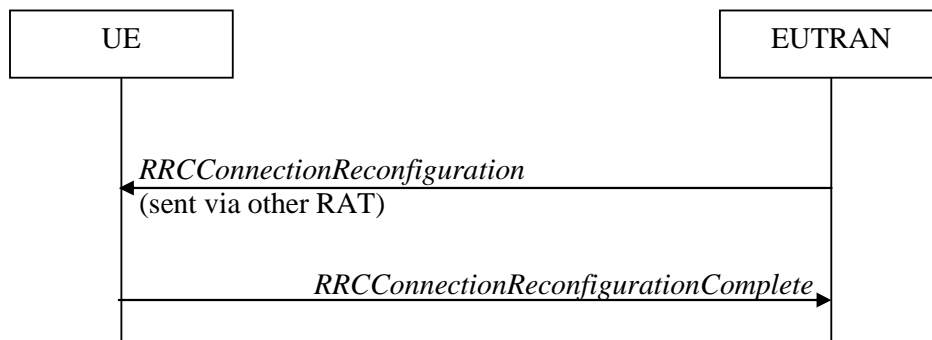 UE
EUTRAN
RRCConnectionReconfiguration
(sent via other RAT)
RRCConnectionReconfigurationComplete